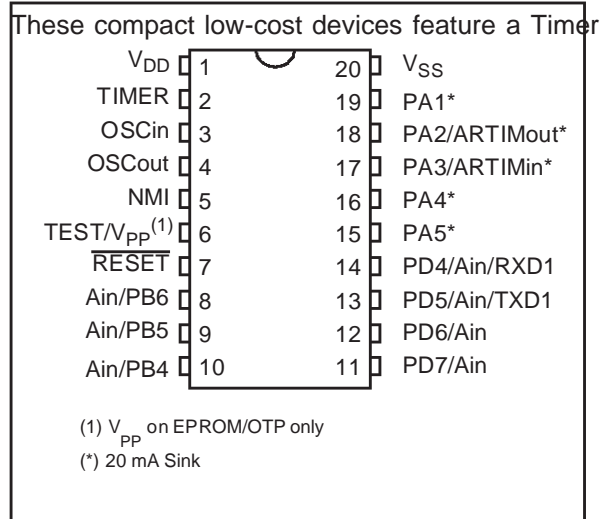 These compact low-cost devices feature a Timer
VDD 1 20 VSS
TIMER 2 19 PA1*
OSCin 3 18 PA2/ARTIMout*
OSCout 4 17 PA3/ARTIMin*
NMI 5 16 PA4*
TEST/VPP(1) 6 15 PA5*
RESET 7 14 PD4/Ain/RXD1
Ain/PB6 8 13 PD5/Ain/TXD1
Ain/PB5 9 12 PD6/Ain
Ain/PB4 10 11 PD7/Ain
(1) VPP on EPROM/OTP only
(*) 20 mA Sink